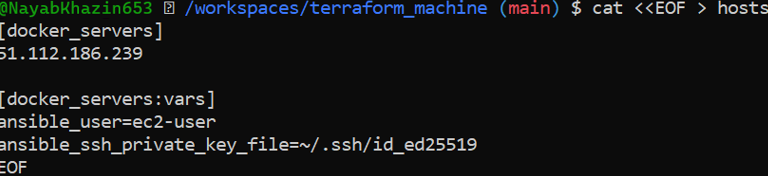 @NayabKhazin653 /workspaces/terraform_machine (main) $ cat <<EOF > hosts
[docker_servers]
51.112.186.239

[docker_servers:vars]
ansible_user=ec2-user
ansible_ssh_private_key_file=~/.ssh/id_ed25519
EOF